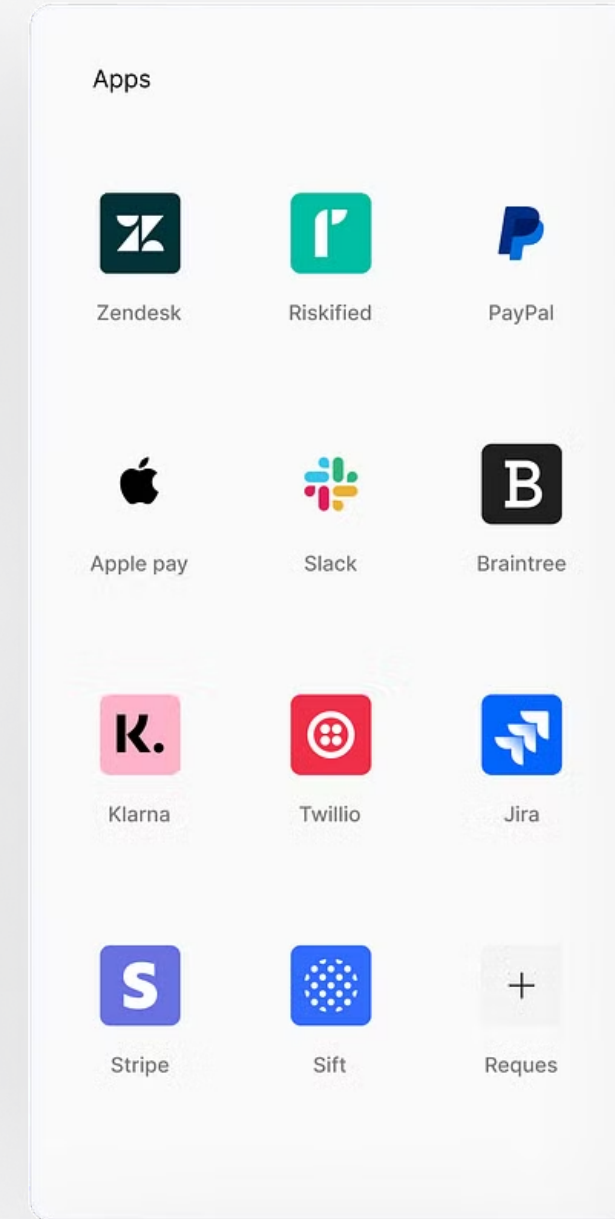 Apps
Zendesk Riskified PayPal
B
Apple pay Slack Braintree
K.
Klarna Twillio Jira
S
Stripe Sift Reques